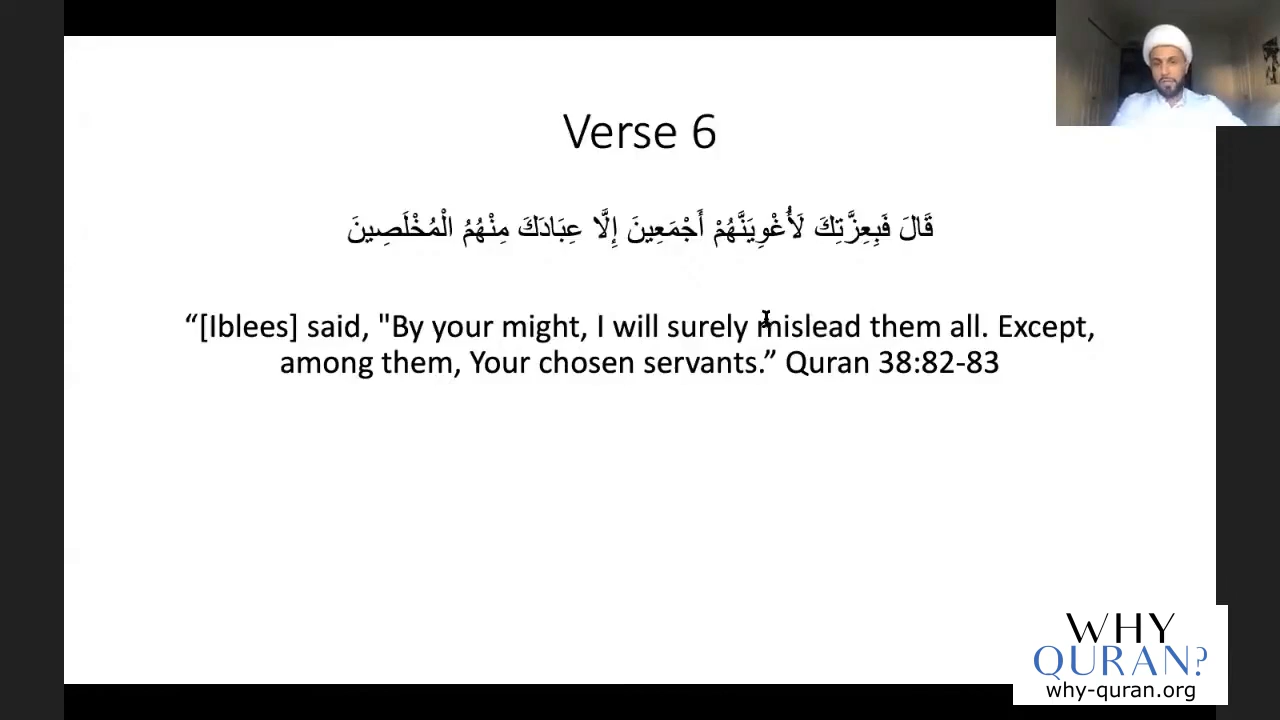 Verse 6
قَالَ فَبِعِزَّتِكَ لَأُغْوِيَنَّهُمْ أَجْمَعِينَ إِلَّا عِبَادَكَ مِنْهُمُ الْمُخْلَصِينَ
“[Iblees] said, "By your might, I will surely mislead them all. Except,
among them, Your chosen servants.” Quran 38:82-83
WHY
QURAN?
why-quran.org